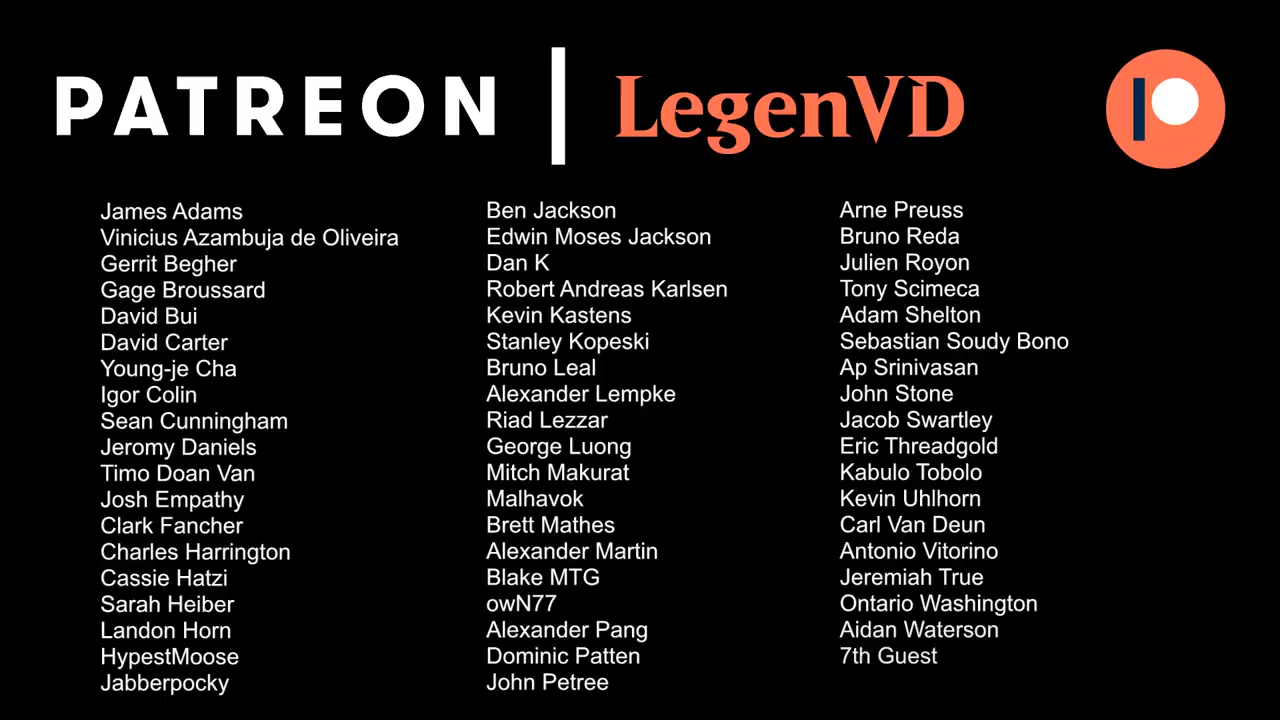 PATREON | LegenVD
James Adams
Vinicius Azambuja de Oliveira
Gerrit Begher
Gage Broussard
David Bui
David Carter
Young-je Cha
Igor Colin
Sean Cunningham
Jeromy Daniels
Timo Doan Van
Josh Empathy
Clark Fancher
Charles Harrington
Cassie Hatzi
Sarah Heiber
Landon Horn
HypestMoose
Jabberpocky
Ben Jackson
Edwin Moses Jackson
Dan K
Robert Andreas Karlsen
Kevin Kastens
Stanley Kopeski
Bruno Leal
Alexander Lempke
Riad Lezzar
George Luong
Mitch Makurat
Malhavok
Brett Mathes
Alexander Martin
Blake MTG
owN77
Alexander Pang
Dominic Patten
John Petree
Arne Preuss
Bruno Reda
Julien Royon
Tony Scimeca
Adam Shelton
Sebastian Soudy Bono
Ap Srinivasan
John Stone
Jacob Swartley
Eric Threadgold
Kabulo Tobolo
Kevin Uhlhorn
Carl Van Deun
Antonio Vitorino
Jeremiah True
Ontario Washington
Aidan Waterson
7th Guest